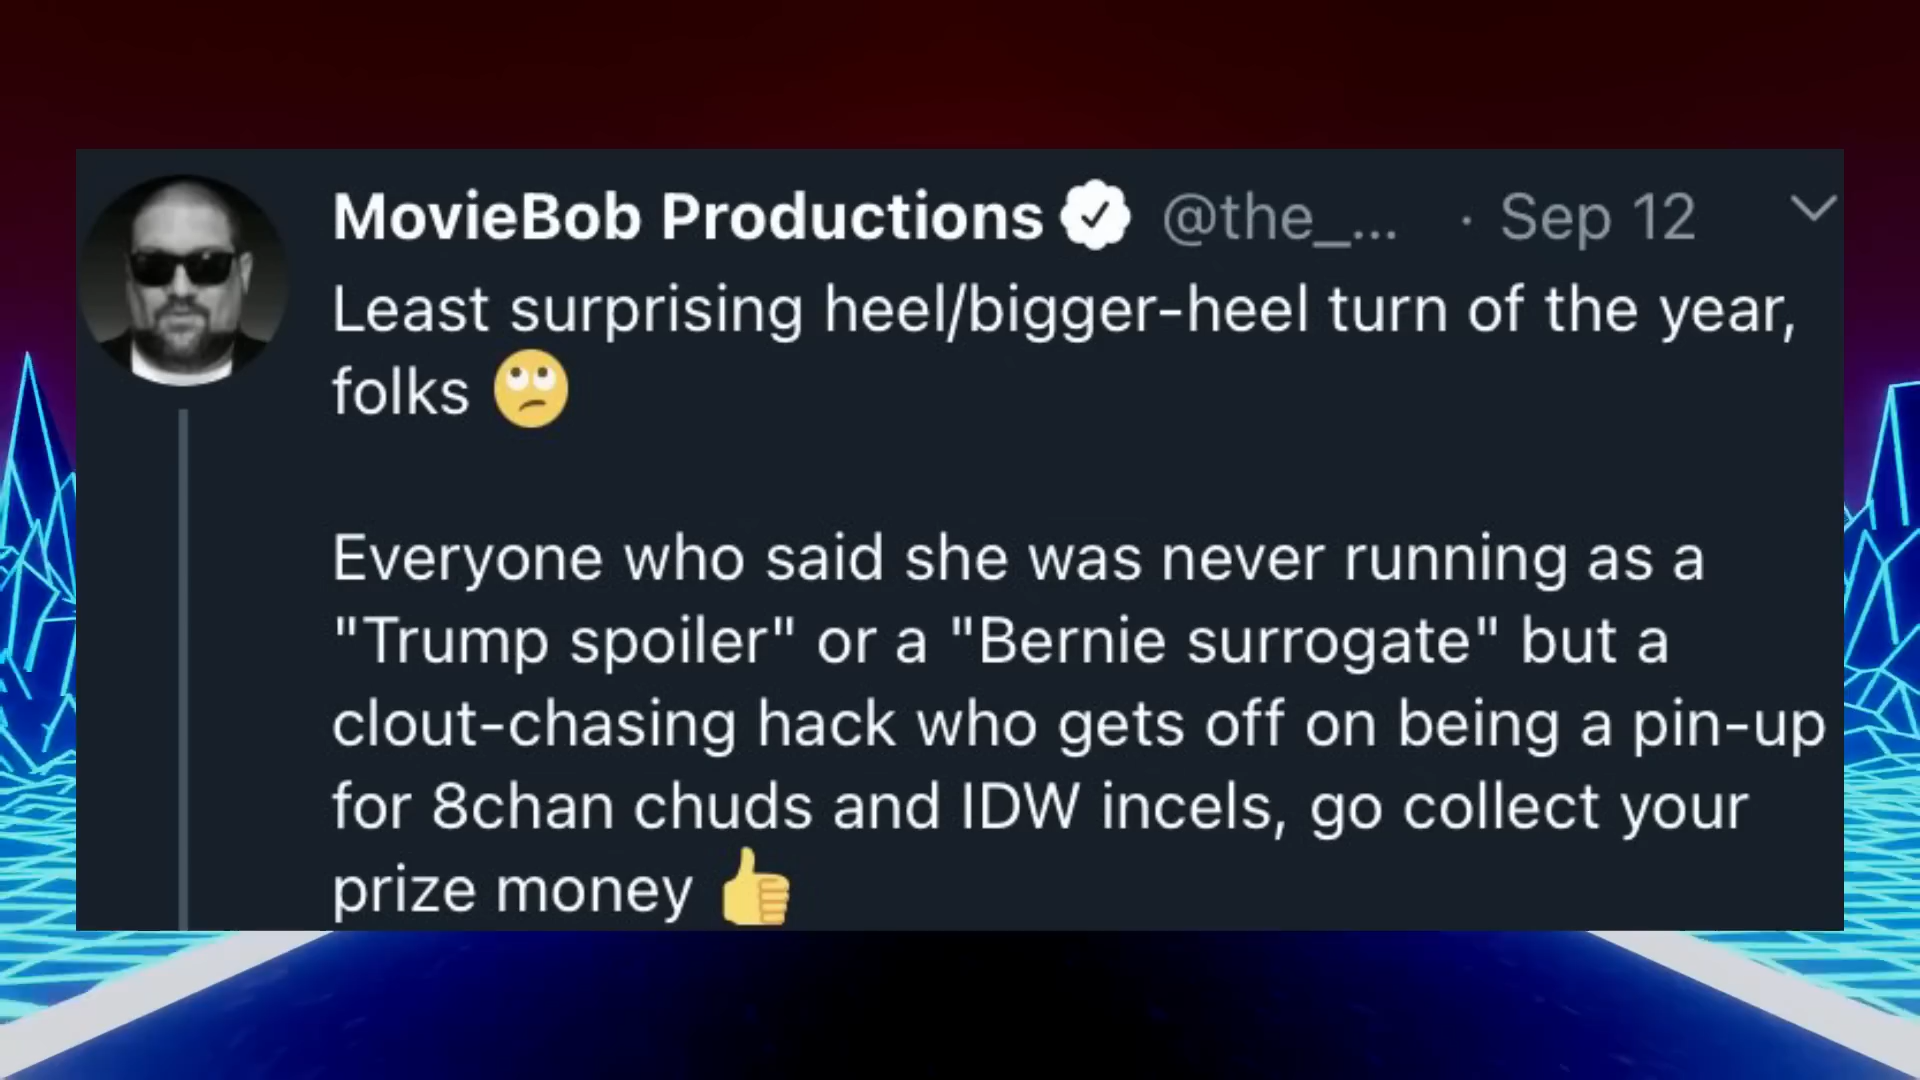 MovieBob Productions @the_... · Sep 12
Least surprising heel/bigger-heel turn of the year,
folks 🙄
Everyone who said she was never running as a
"Trump spoiler" or a "Bernie surrogate" but a
clout-chasing hack who gets off on being a pin-up
for 8chan chuds and IDW incels, go collect your
prize money 👍